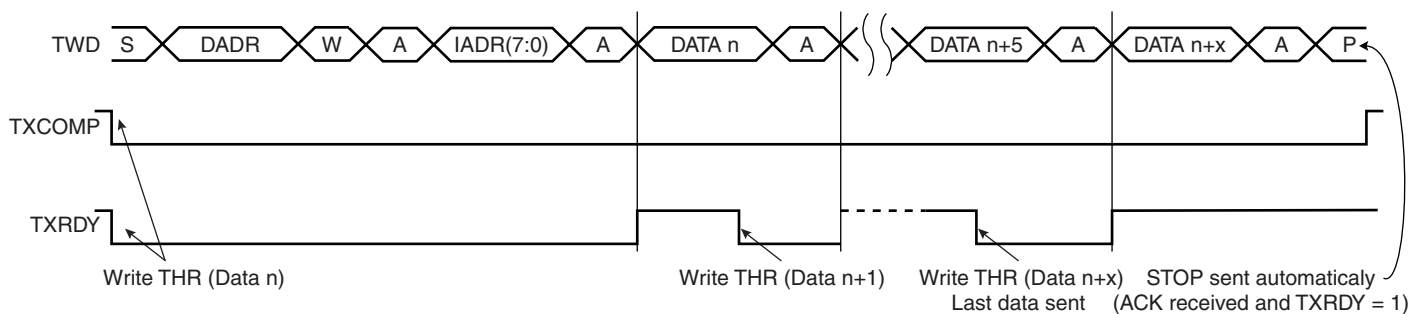 TWD S DADR W A IADR(7:0) A DATA n A DATA n+5 A DATA n+x A P
TXCOMP
TXRDY
Write THR (Data n) Write THR (Data n+1) Write THR (Data n+x) STOP sent automaticaly
Last data sent (ACK received and TXRDY = 1)